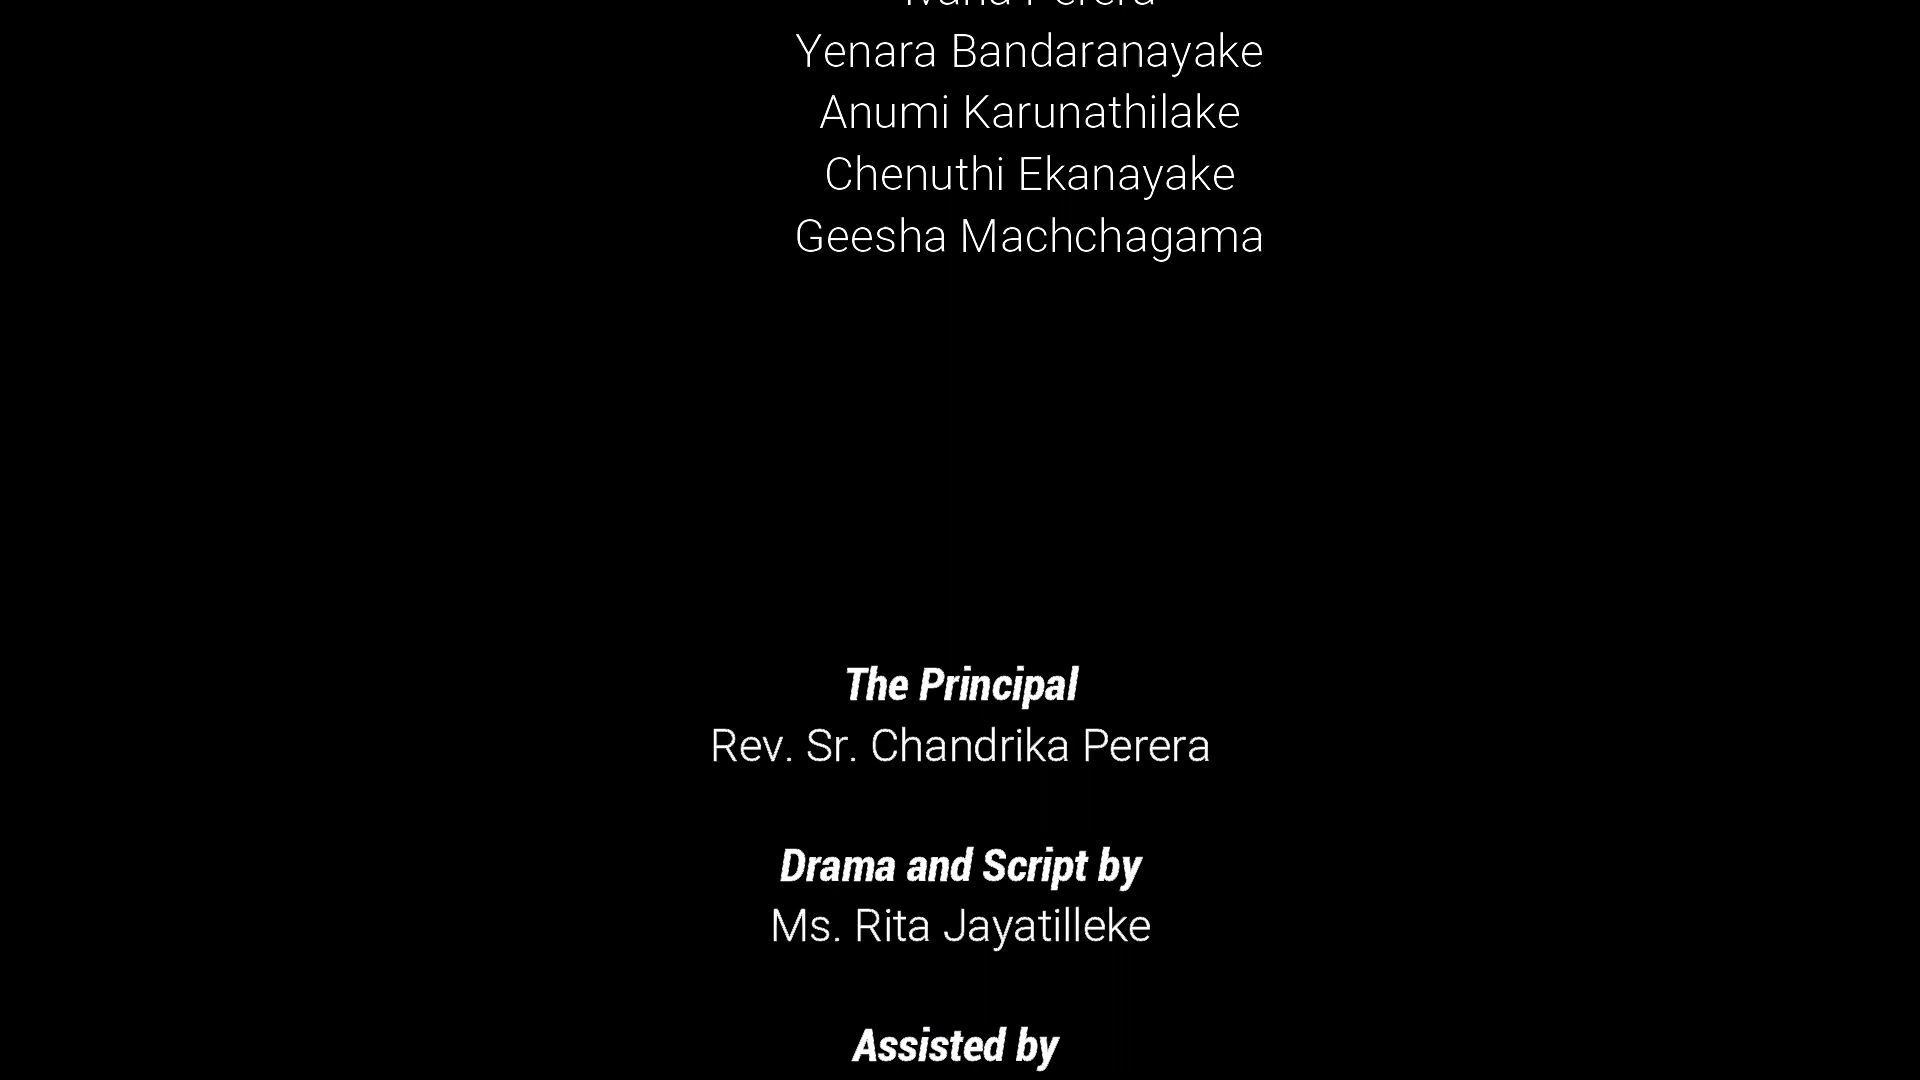 Perera
Yenara Bandaranayake
Anumi Karunathilake
Chenuthi Ekanayake
Geesha Machchagama
The Principal
Rev. Sr. Chandrika Perera
Drama and Script by
Ms. Rita Jayatilleke
Assisted by